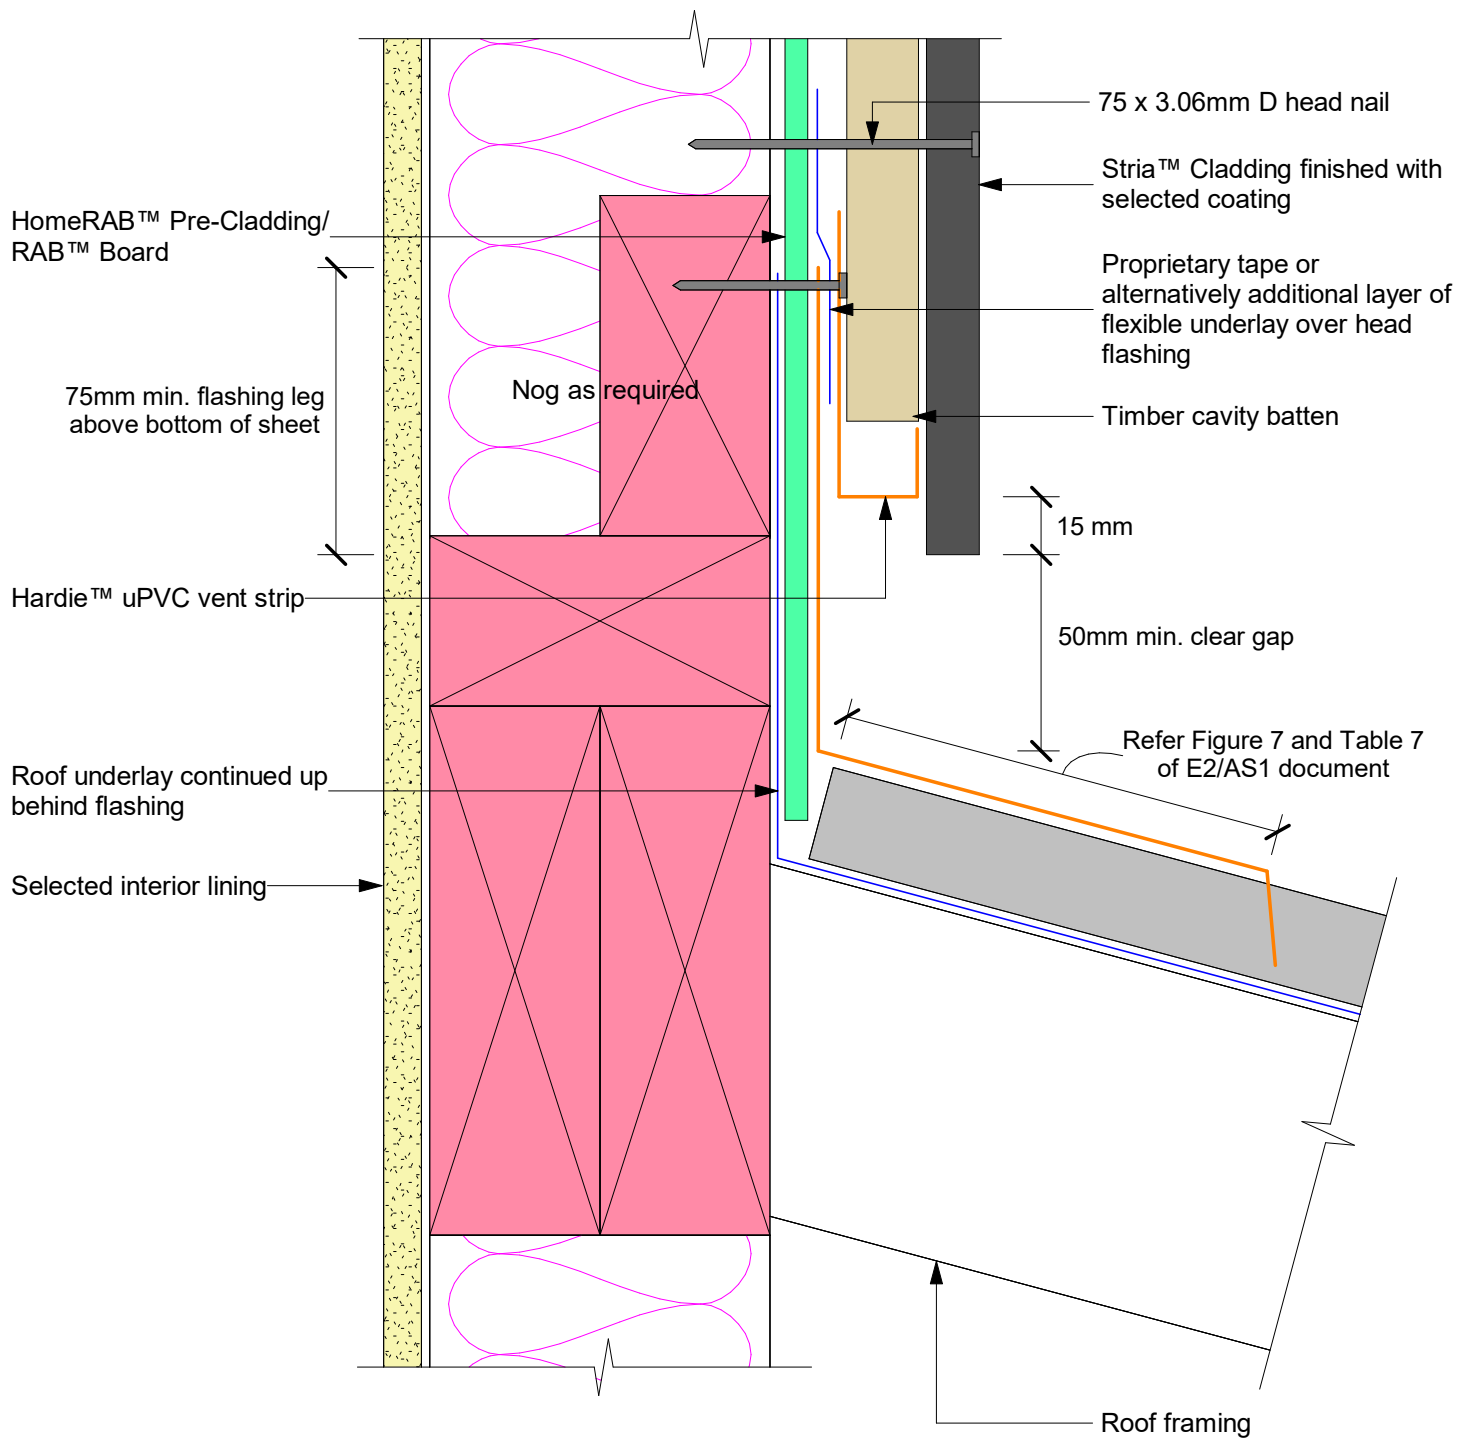 75 x 3.06mm D head nail
Stria™ Cladding finished with
selected coating
HomeRAB™ Pre-Cladding/
RAB™ Board
Proprietary tape or
alternatively additional layer of
flexible underlay over head
flashing
Nog as required
75mm min. flashing leg
above bottom of sheet
Timber cavity batten
15 mm
Hardie™ uPVC vent strip
50mm min. clear gap
Refer Figure 7 and Table 7
of E2/AS1 document
Roof underlay continued up
behind flashing
Selected interior lining
Roof framing